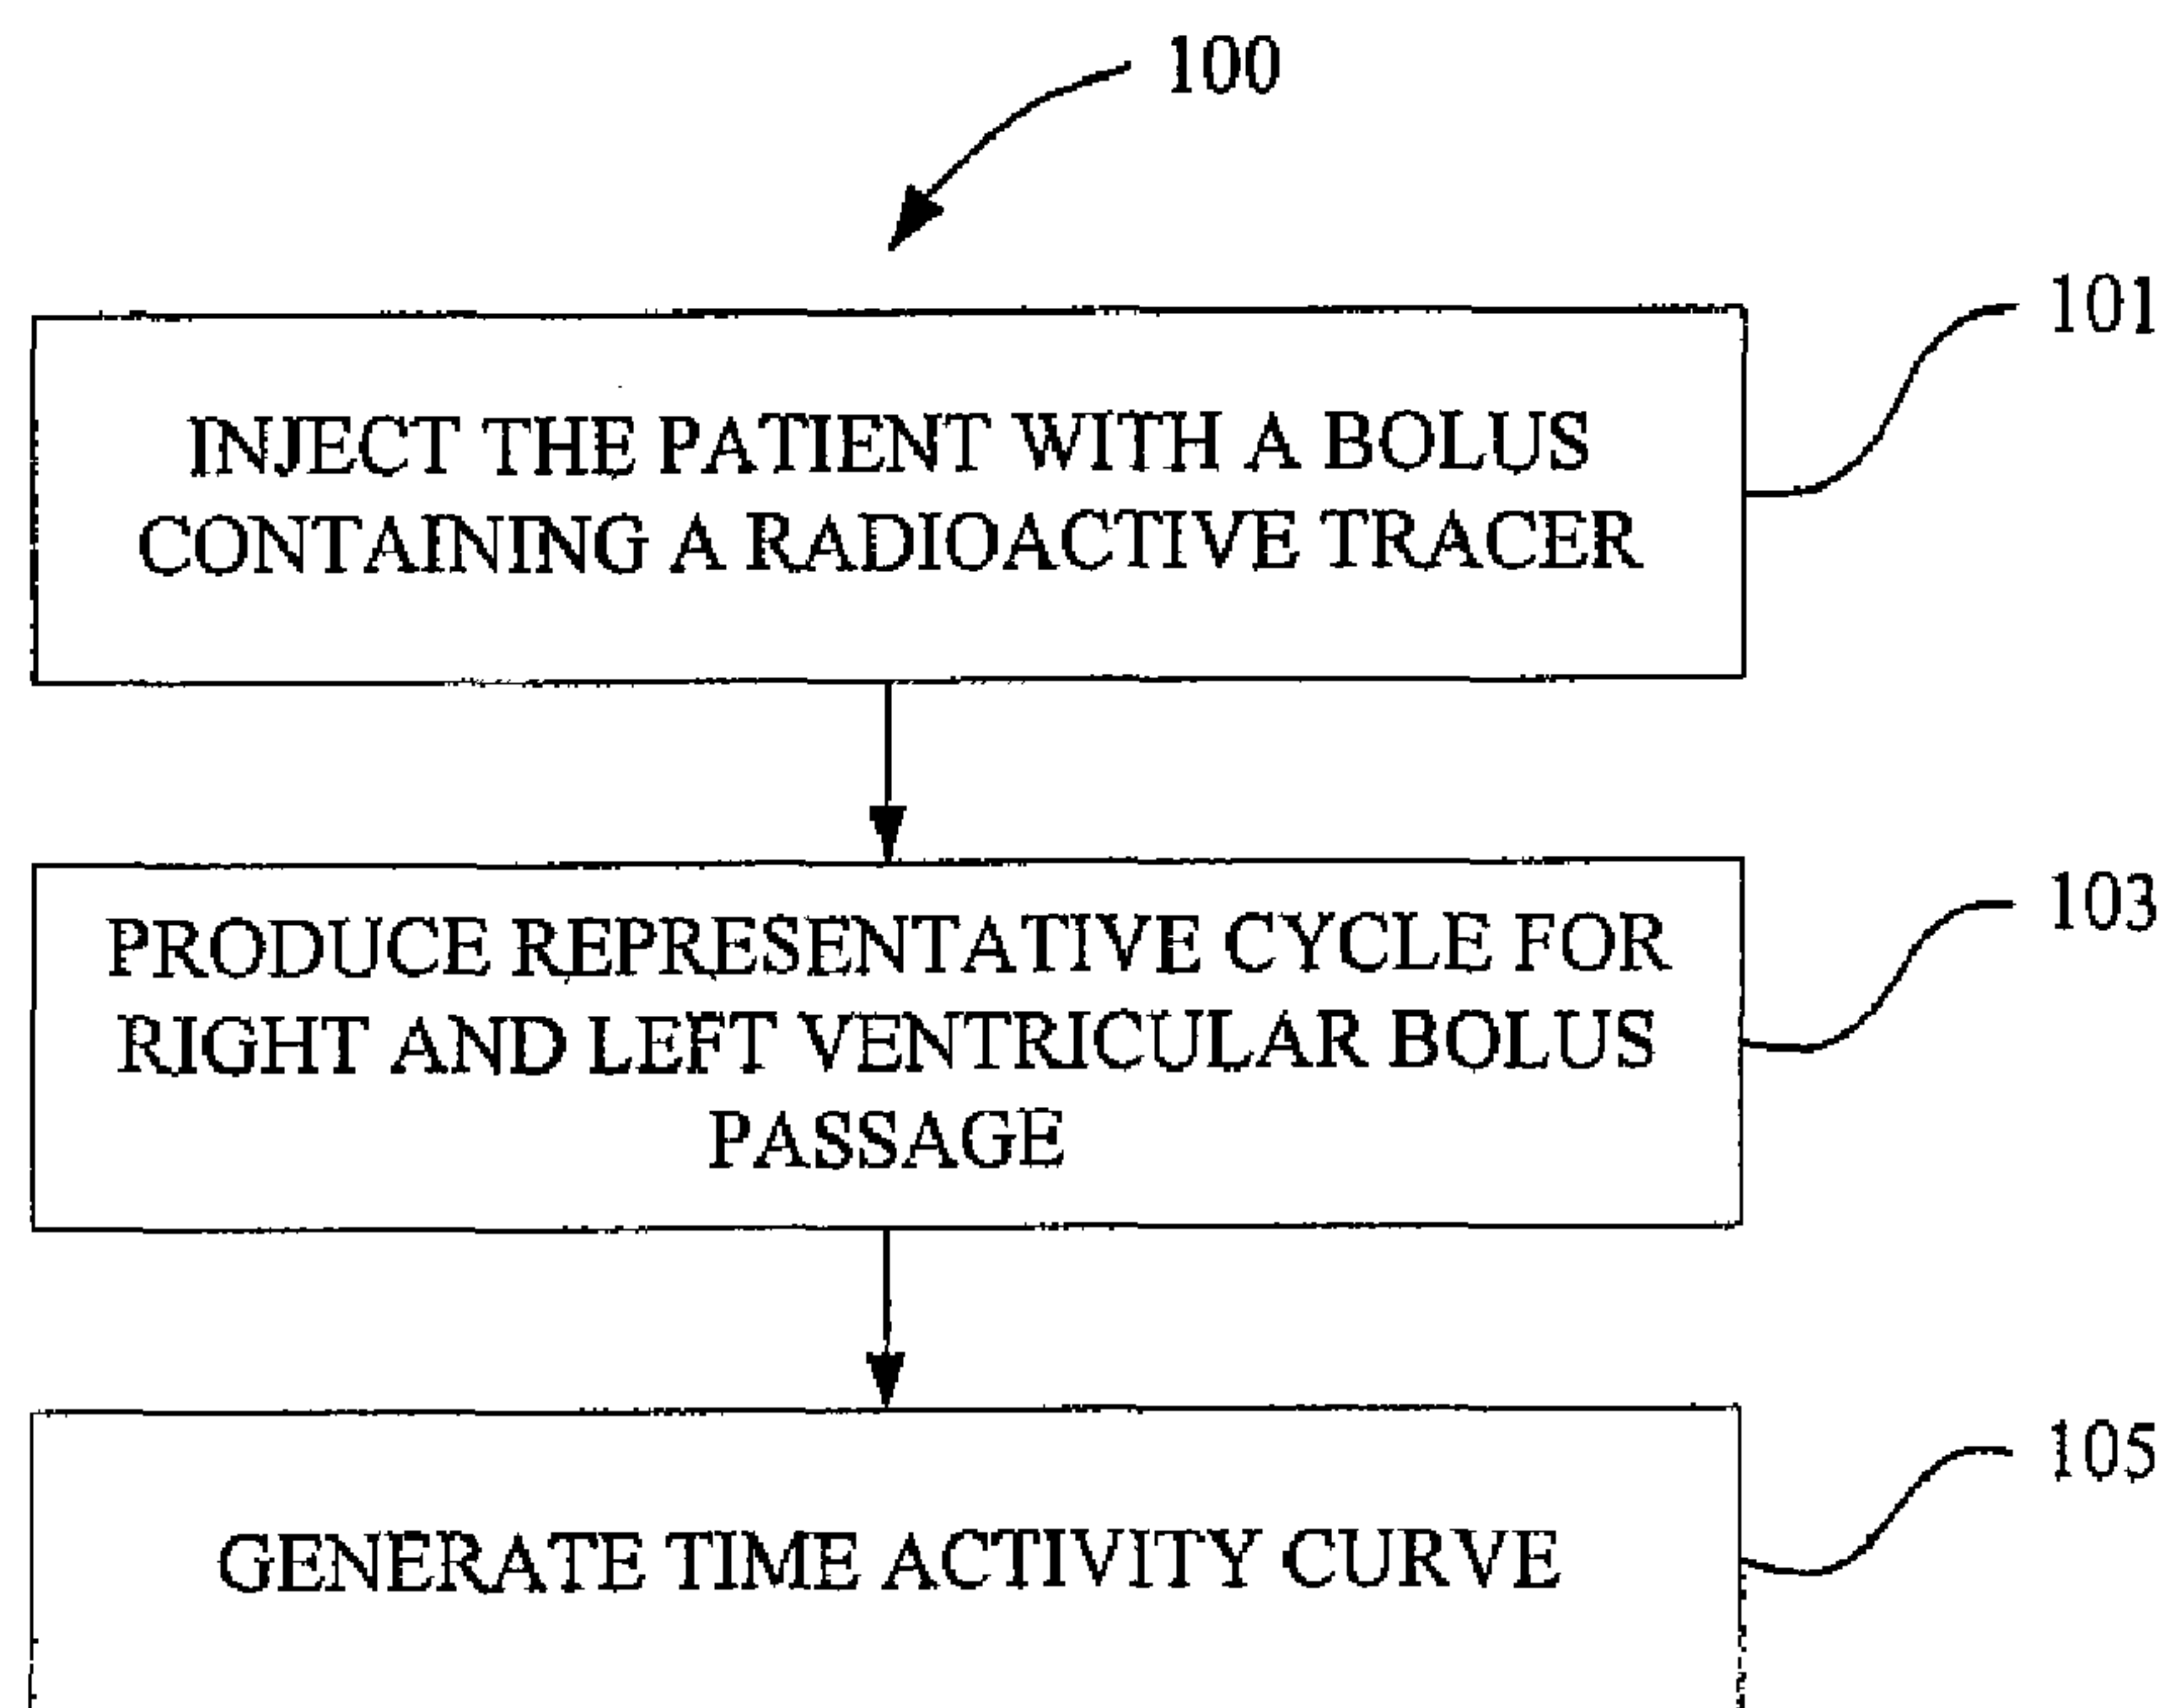 100
101
INJECT THE PATIENT WITH A BOLUS
CONTAINING A RADIOACTIVE TRACER
103
PRODUCE REPRESENTATIVE CYCLE FOR
RIGHT AND LEFT VENTRICULAR BOLUS
PASSAGE
105
GENERATE TIME ACTIVITY CURVE